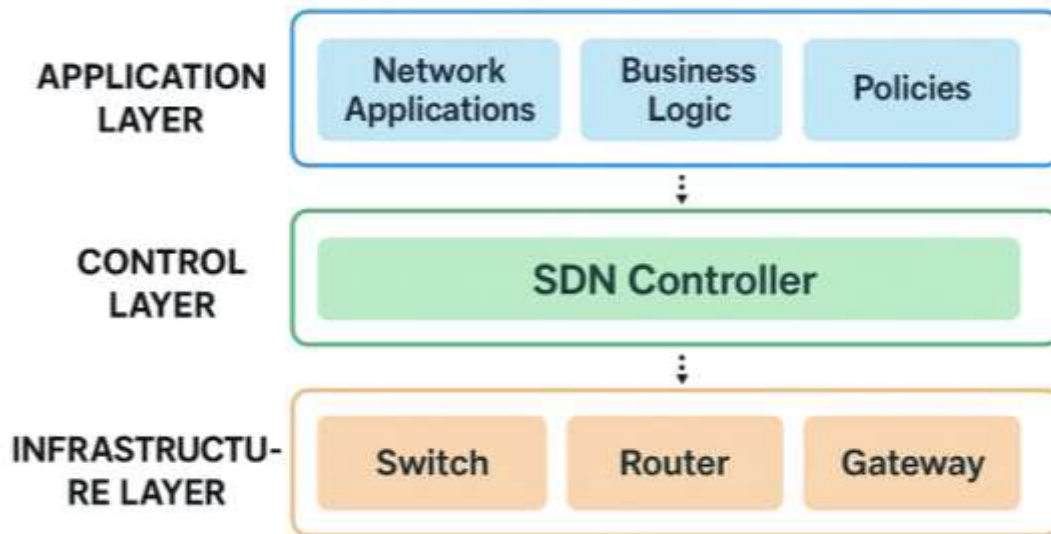 APPLICATION
LAYER
Network
Applications
Business
Logic
Policies
CONTROL
LAYER
SDN Controller
INFRASTRUCTU-
RE LAYER
Switch
Router
Gateway